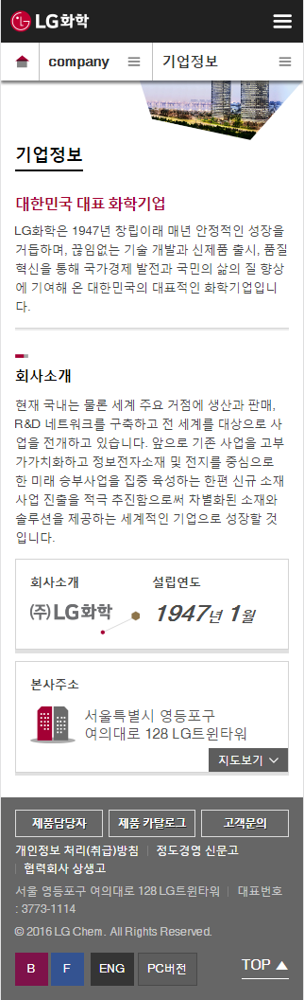 LG화학
company 기업정보
기업정보
대한민국 대표 화학기업
LG화학은 1947년 창립이래 매년 안정적인 성장을
거듭하며, 끊임없는 기술 개발과 신제품 출시, 품질
혁신을 통해 국가경제 발전과 국민의 삶의 질 향상
에 기여해 온 대한민국의 대표적인 화학기업입니
다.
회사소개
현재 국내는 물론 세계 주요 거점에 생산과 판매,
R&D 네트워크를 구축하고 전 세계를 대상으로 사
업을 전개하고 있습니다. 앞으로 기존 사업을 고부
가가치화하고 정보전자소재 및 전지를 중심으로
한 미래 승부사업을 집중 육성하는 한편 신규 소재
사업 진출을 적극 추진함으로써 차별화된 소재와
솔루션을 제공하는 세계적인 기업으로 성장할 것
입니다.
회사소개 설립연도
(주)LG화학 1947년 1월
본사주소
서울특별시 영등포구
여의대로 128 LG트윈타워
지도보기
제품담당자 제품 카탈로그 고객문의
개인정보 처리(취급)방침 | 정도경영 신문고
| 협력회사 상생고
서울 영등포구 여의대로 128 LG트윈타워 | 대표번호
: 3773-1114
© 2016 LG Chem. All Rights Reserved.
B F ENG PC버전 TOP ▲